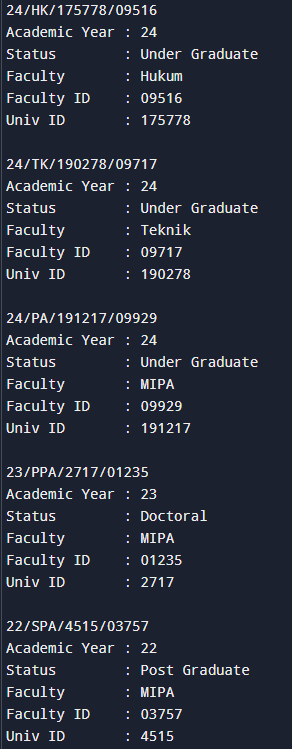 24/HK/175778/09516
Academic Year : 24
Status : Under Graduate
Faculty : Hukum
Faculty ID : 09516
Univ ID : 175778
24/TK/190278/09717
Academic Year : 24
Status : Under Graduate
Faculty : Teknik
Faculty ID : 09717
Univ ID : 190278
24/PA/191217/09929
Academic Year : 24
Status : Under Graduate
Faculty : MIPA
Faculty ID : 09929
Univ ID : 191217
23/PPA/2717/01235
Academic Year : 23
Status : Doctoral
Faculty : MIPA
Faculty ID : 01235
Univ ID : 2717
22/SPA/4515/03757
Academic Year : 22
Status : Post Graduate
Faculty : MIPA
Faculty ID : 03757
Univ ID : 4515